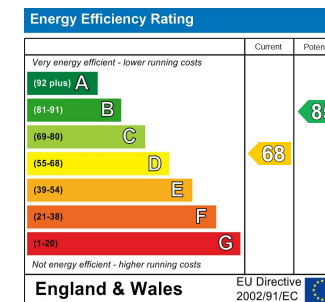 Energy Efficiency Rating
Current Poten
Very energy efficient - lower running costs
(92 plus) A
(81-91) B 85
(69-80) C
(55-68) D 68
(39-54) E
(21-38) F
(1-20) G
Not energy efficient - higher running costs
England & Wales
EU Directive
2002/91/EC